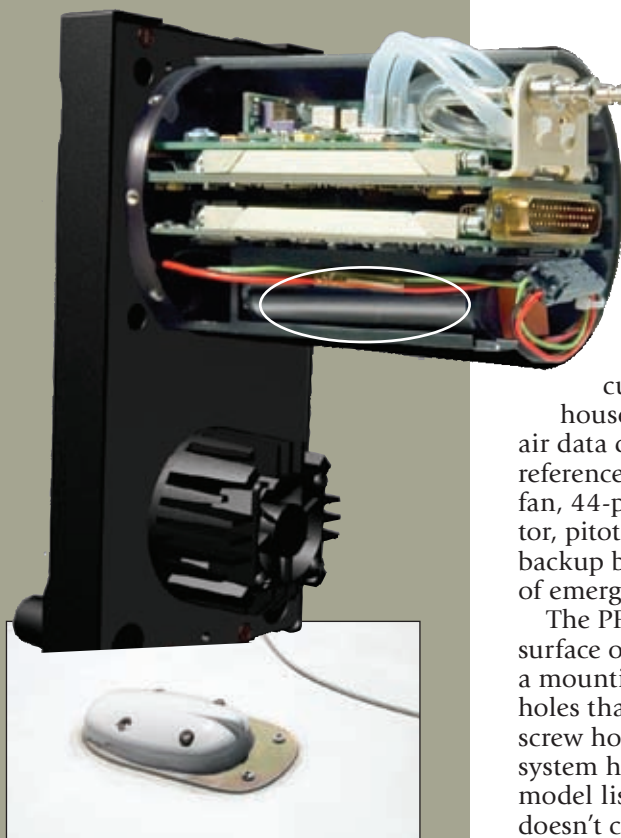 cu
house
air data c
reference
fan, 44-p
tor, pitot
backup b
of emerg
The PF
surface o
a mounti
holes tha
screw ho
system h
model lis
doesn't c